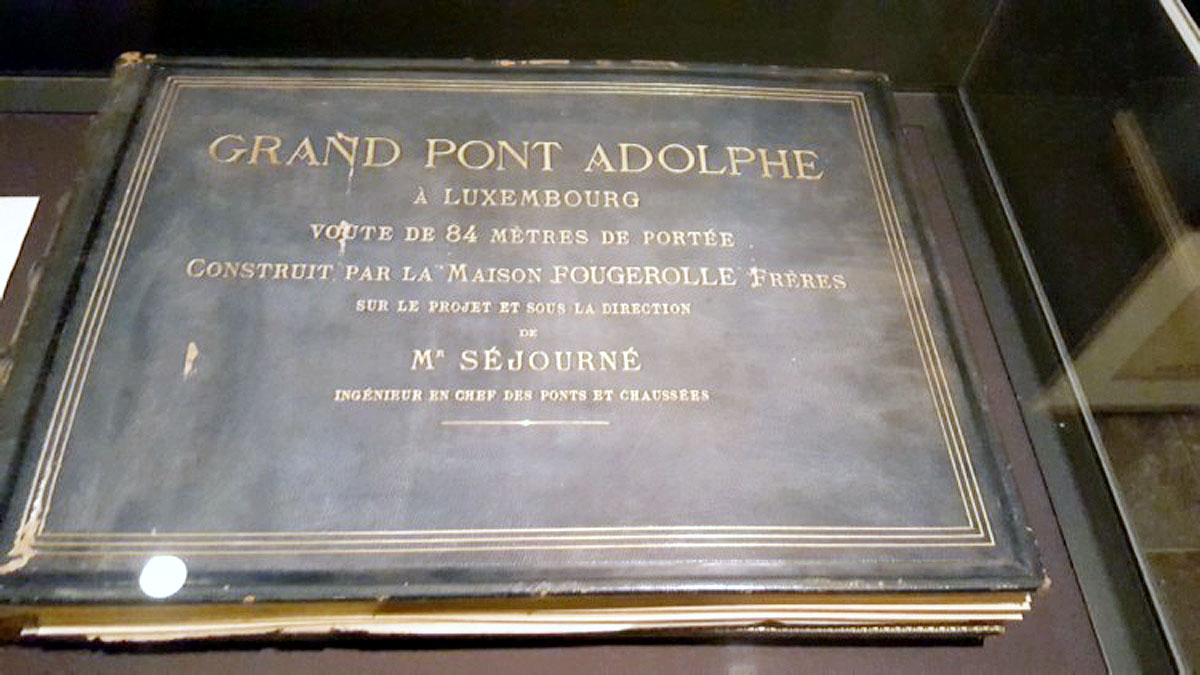 GRAND PONT ADOLPHE
À LUXEMBOURG
VOUTE DE 84 MÈTRES DE PORTÉE
CONSTRUIT PAR LA MAISON FOUGEROLLE FRÈRES
SUR LE PROJET ET SOUS LA DIRECTION
DE
MR SÉJOURNÉ
INGÉNIEUR EN CHEF DES PONTS ET CHAUSSÉES